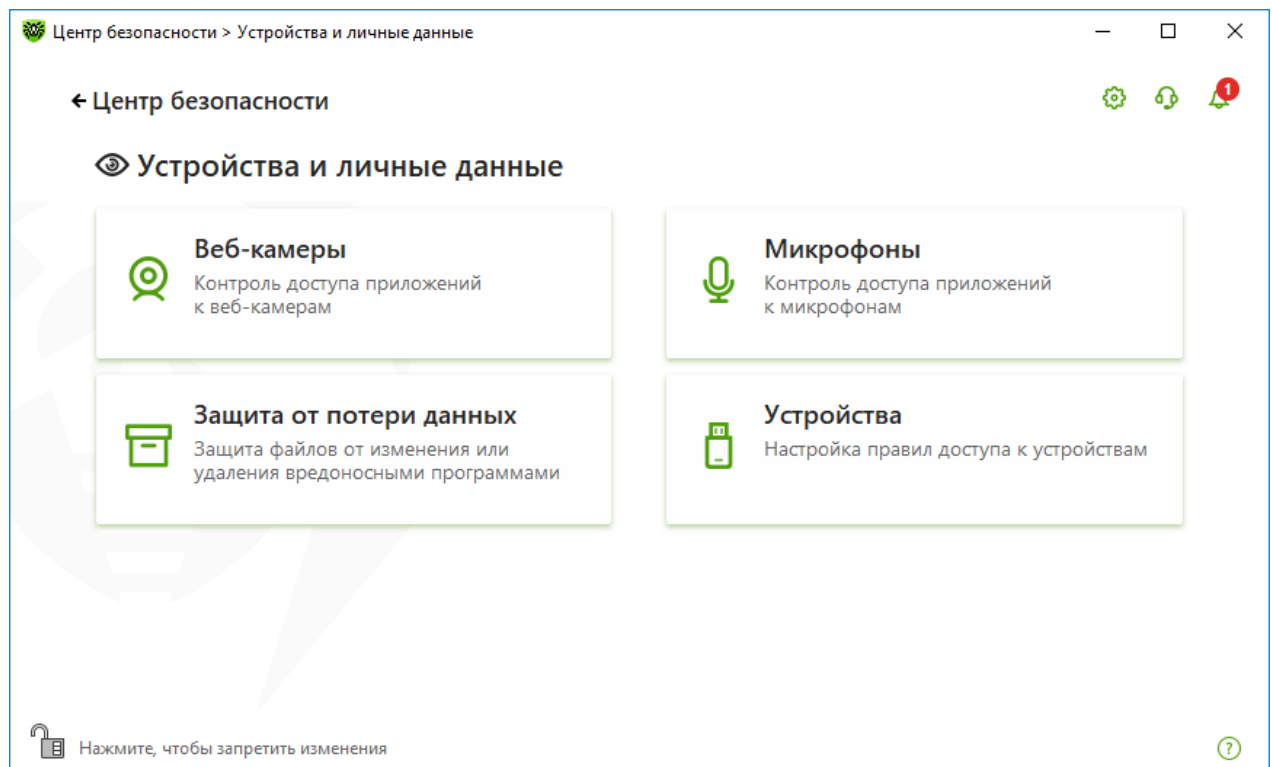 Центр безопасности > Устройства и личные данные
Центр безопасности
1
Устройства и личные данные
Веб-камеры
Контроль доступа приложений
к веб-камерам
Микрофоны
Контроль доступа приложений
к микрофонам
Защита от потери данных
Защита файлов от изменения или
удаления вредоносными программами
Устройства
Настройка правил доступа к устройствам
Нажмите, чтобы запретить изменения
?